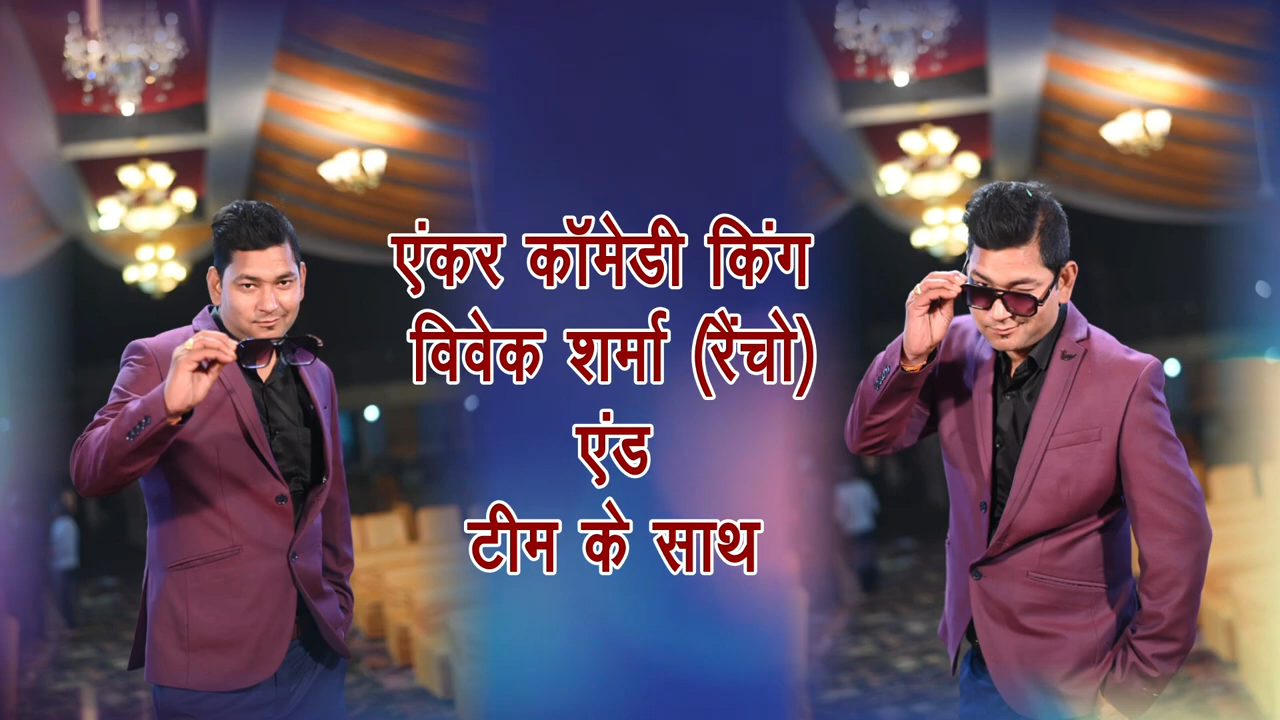 एंकर कॉमेडी किंग
विवेक शर्मा (रैंचो)
एंड
टीम के साथ